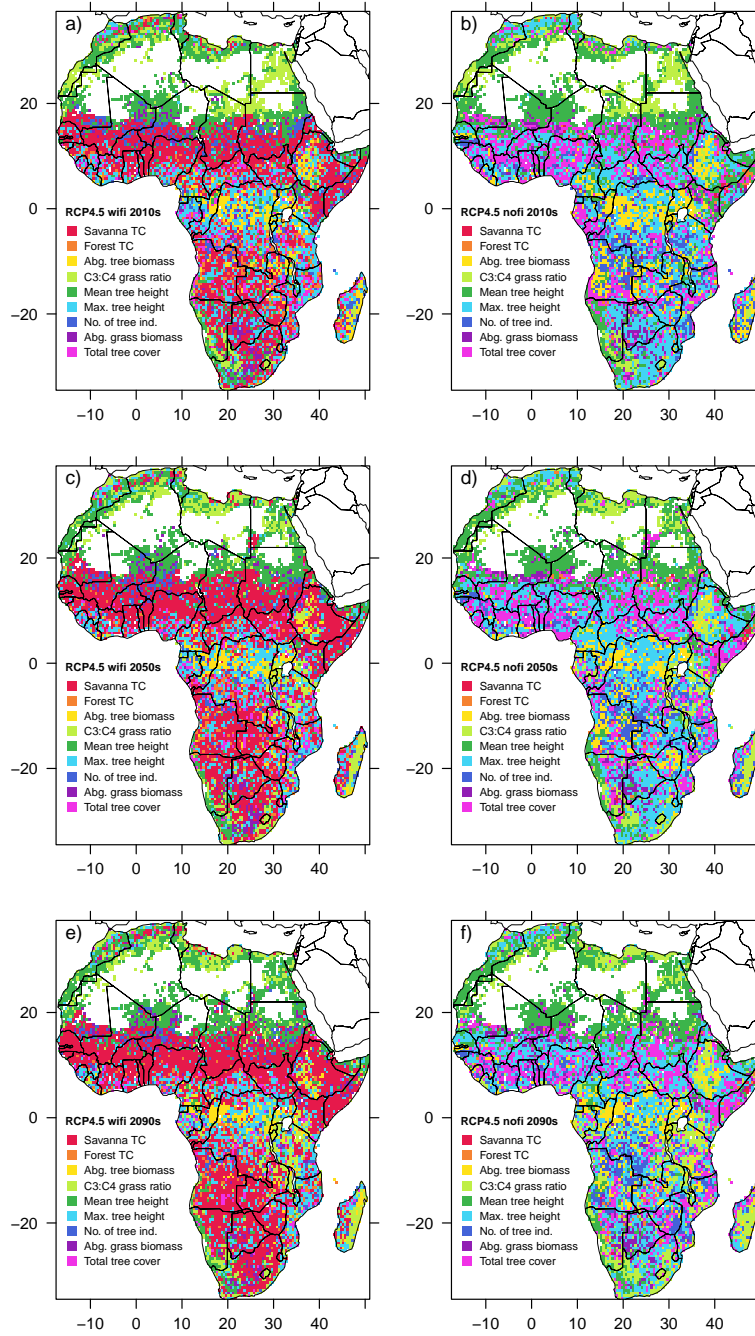 a)
20
0
−20
RCP4.5 wifi 2010s
Savanna TC
Forest TC
Abg. tree biomass
C3:C4 grass ratio
Mean tree height
Max. tree height
No. of tree ind.
Abg. grass biomass
Total tree cover
−10 0 10 20 30 40
b)
20
0
−20
RCP4.5 nofi 2010s
Savanna TC
Forest TC
Abg. tree biomass
C3:C4 grass ratio
Mean tree height
Max. tree height
No. of tree ind.
Abg. grass biomass
Total tree cover
−10 0 10 20 30 40
c)
20
0
−20
RCP4.5 wifi 2050s
Savanna TC
Forest TC
Abg. tree biomass
C3:C4 grass ratio
Mean tree height
Max. tree height
No. of tree ind.
Abg. grass biomass
Total tree cover
−10 0 10 20 30 40
d)
20
0
−20
RCP4.5 nofi 2050s
Savanna TC
Forest TC
Abg. tree biomass
C3:C4 grass ratio
Mean tree height
Max. tree height
No. of tree ind.
Abg. grass biomass
Total tree cover
−10 0 10 20 30 40
e)
20
0
−20
RCP4.5 wifi 2090s
Savanna TC
Forest TC
Abg. tree biomass
C3:C4 grass ratio
Mean tree height
Max. tree height
No. of tree ind.
Abg. grass biomass
Total tree cover
−10 0 10 20 30 40
f)
20
0
−20
RCP4.5 nofi 2090s
Savanna TC
Forest TC
Abg. tree biomass
C3:C4 grass ratio
Mean tree height
Max. tree height
No. of tree ind.
Abg. grass biomass
Total tree cover
−10 0 10 20 30 40